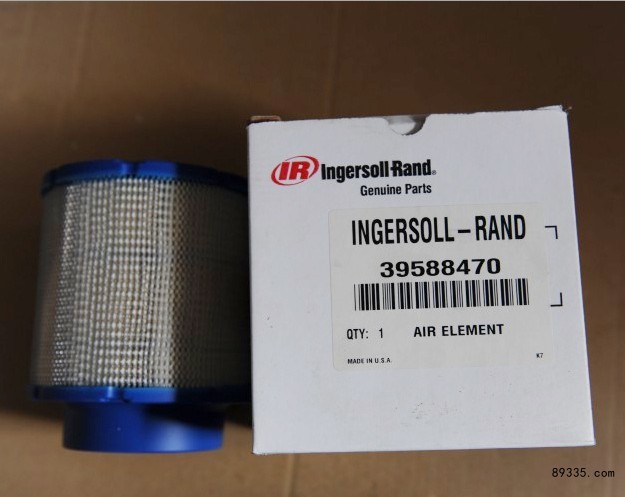 IR Ingersoll-Rand®
Genuine Parts
INGERSOLL-RAND
39588470
QTY: 1 AIR ELEMENT
MADE IN U.S.A. K7
89335.com